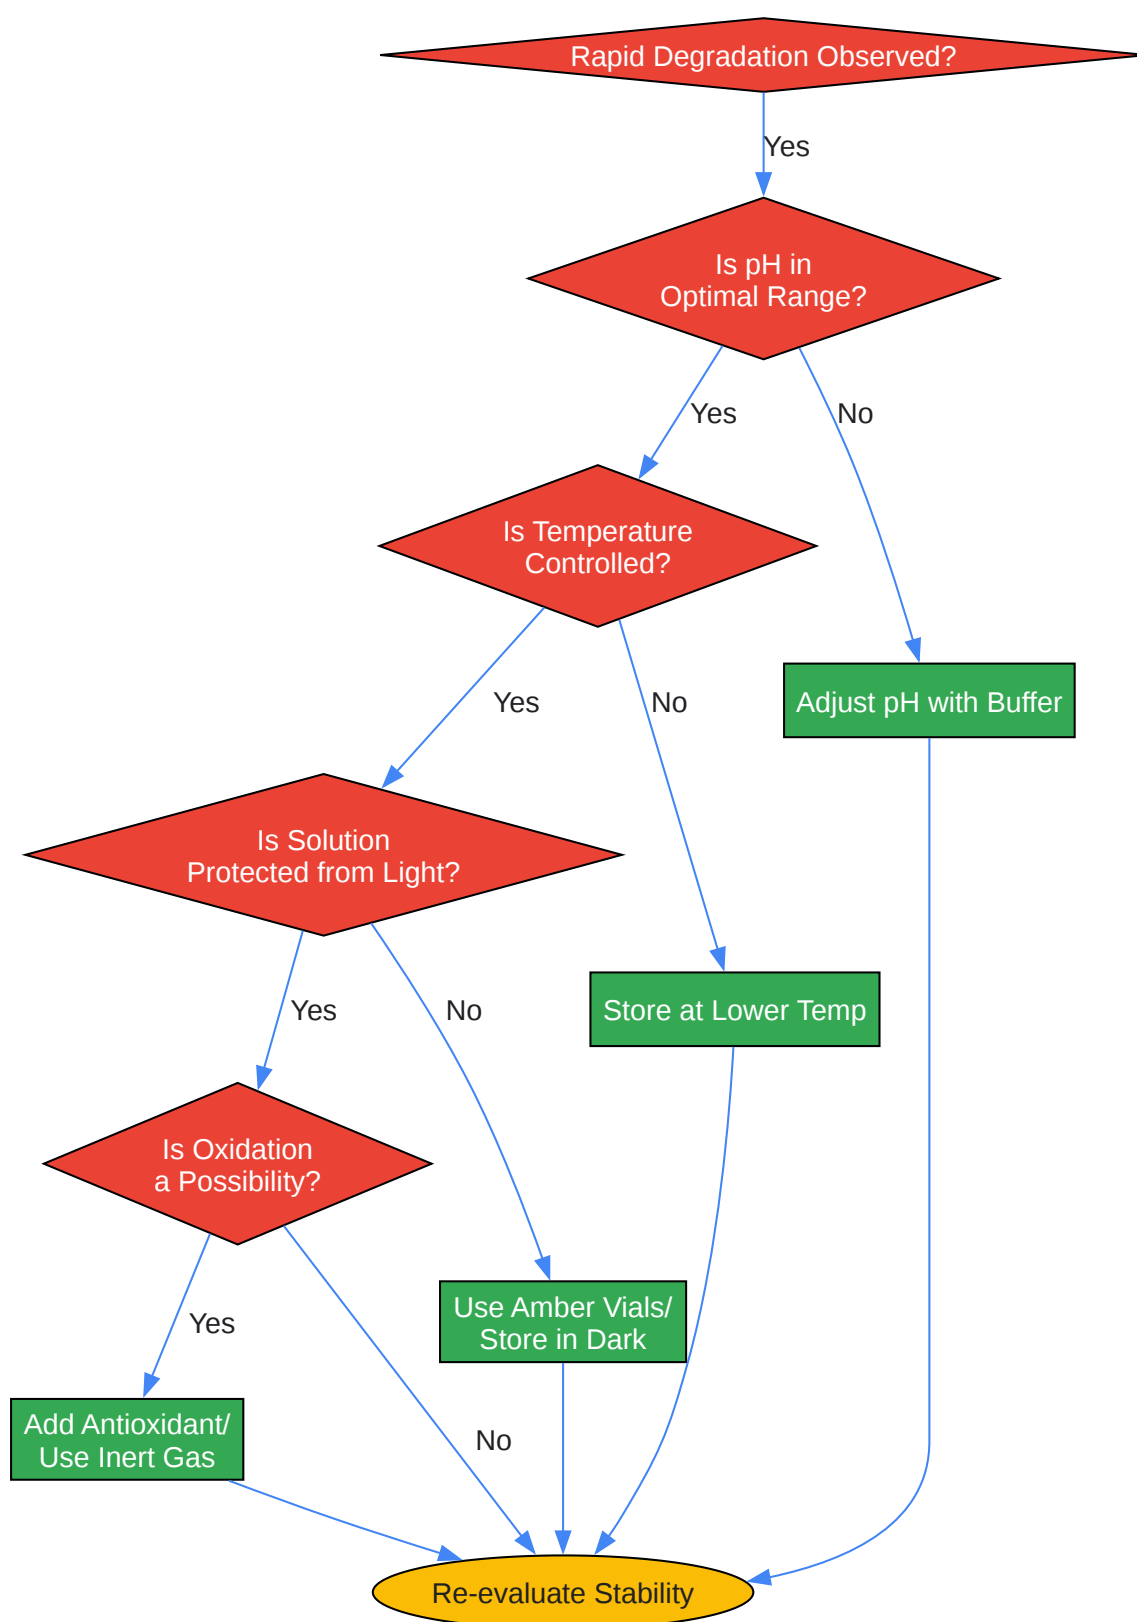 Rapid Degradation Observed?
Yes
Is pH in
Optimal Range?
Yes
No
Is Temperature
Controlled?
Yes
No
Adjust pH with Buffer
Is Solution
Protected from Light?
Yes
No
Store at Lower Temp
Is Oxidation
a Possibility?
Yes
No
Use Amber Vials/
Store in Dark
Add Antioxidant/
Use Inert Gas
Re-evaluate Stability